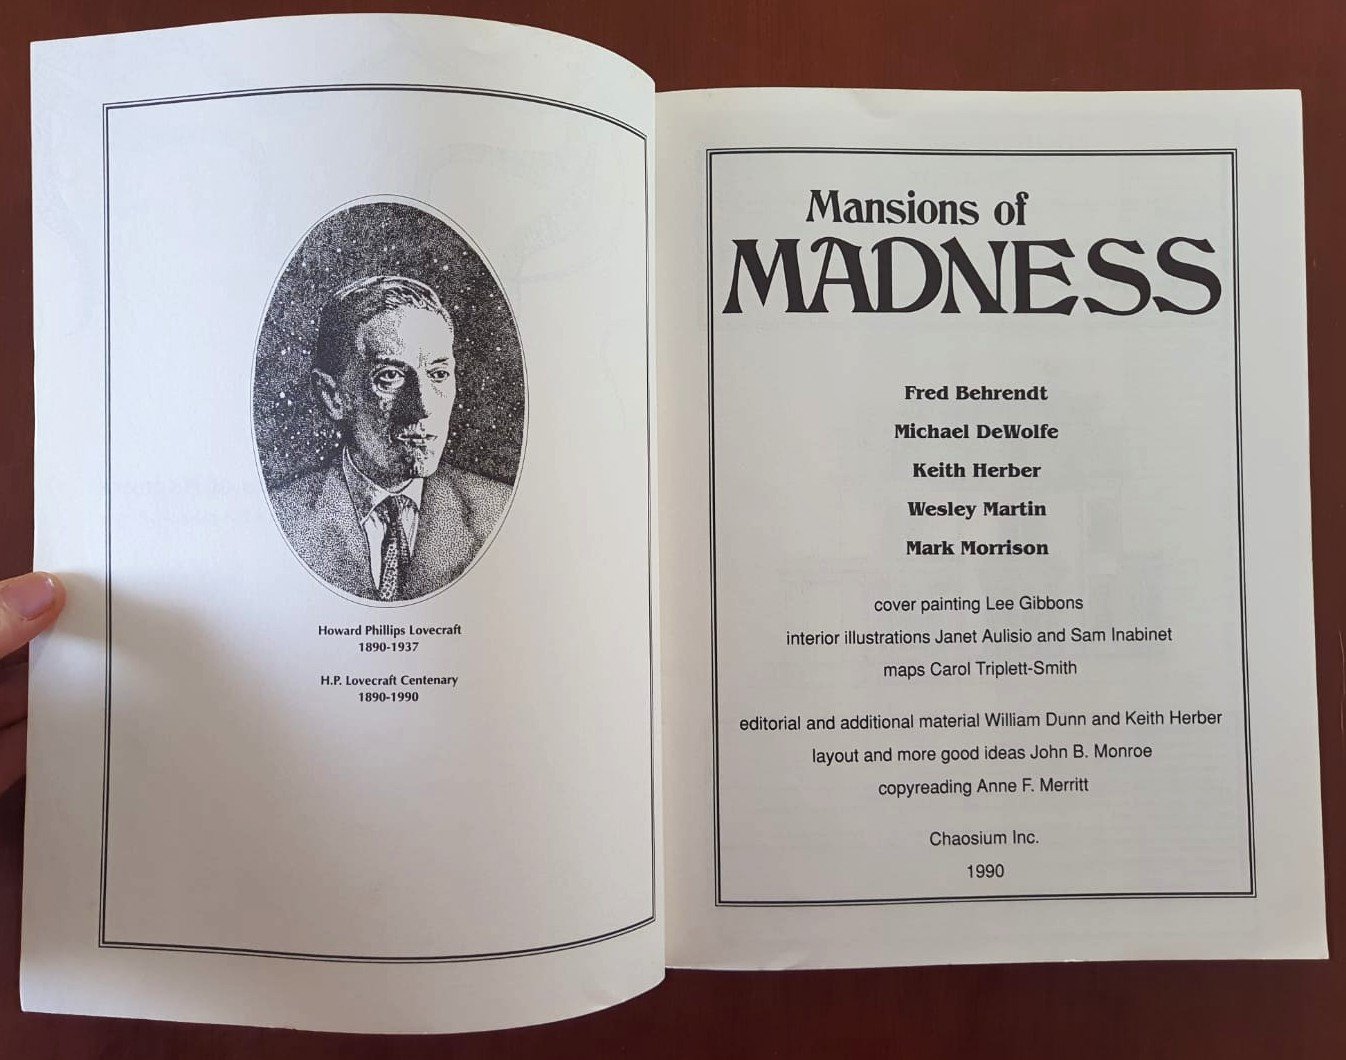 Howard Phillips Lovecraft
1890-1937
H.P. Lovecraft Centenary
1890-1990
Mansions of
MADNESS
Fred Behrendt
Michael DeWolfe
Keith Herber
Wesley Martin
Mark Morrison
cover painting Lee Gibbons
interior illustrations Janet Aulisio and Sam Inabinet
maps Carol Triplett-Smith
editorial and additional material William Dunn and Keith Herber
layout and more good ideas John B. Monroe
copyreading Anne F. Merritt
Chaosium Inc.
1990